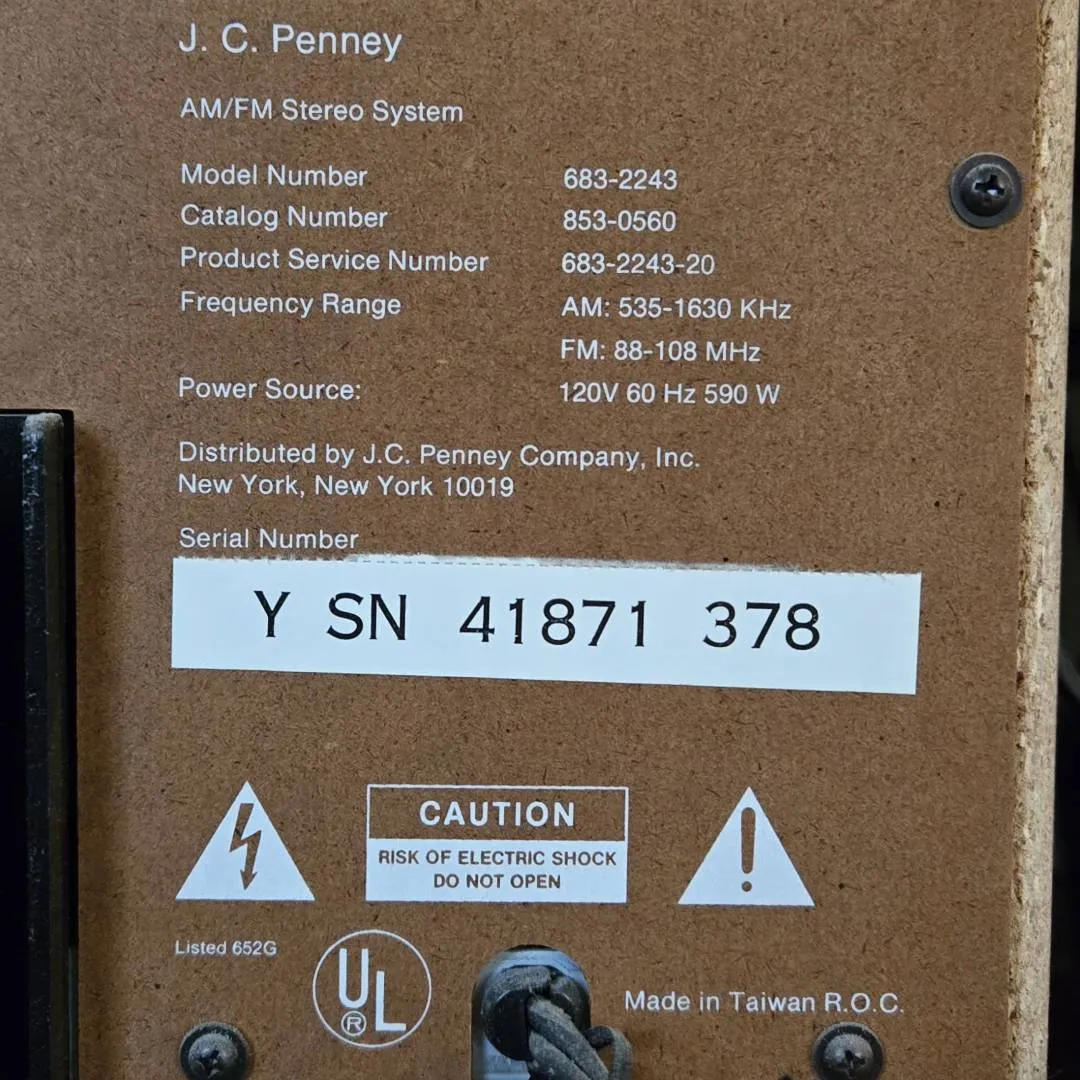 J. C. Penney
AM/FM Stereo System
Model Number 683-2243
Catalog Number 853-0560
Product Service Number 683-2243-20
Frequency Range AM: 535-1630 KHz
FM: 88-108 MHz
Power Source: 120V 60 Hz 590 W
Distributed by J.C. Penney Company, Inc.
New York, New York 10019
Serial Number
Y SN 41871 378
CAUTION
RISK OF ELECTRIC SHOCK
DO NOT OPEN
Listed 652G
UL ®
Made in Taiwan R.O.C.